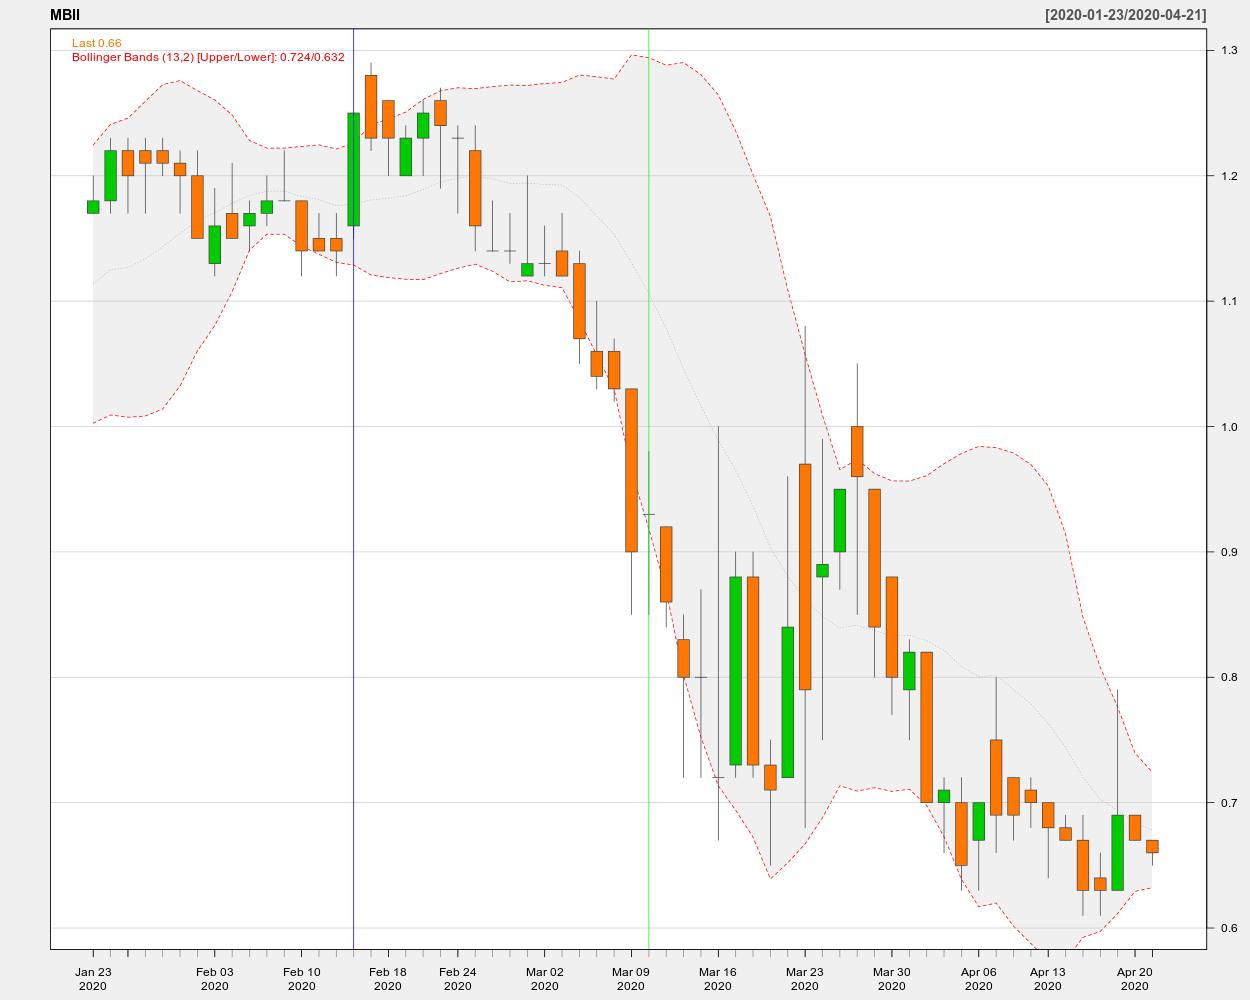 MBII
[2020-01-23/2020-04-21]
Last 0.66
Bollinger Bands (13,2) [Upper/Lower]: 0.724/0.632
1.3
1.2
1.1
1.0
0.9
0.8
0.7
0.6
Jan 23 Feb 03 Feb 10 Feb 18 Feb 24 Mar 02 Mar 09 Mar 16 Mar 23 Mar 30 Apr 06 Apr 13 Apr 20
2020 2020 2020 2020 2020 2020 2020 2020 2020 2020 2020 2020 2020